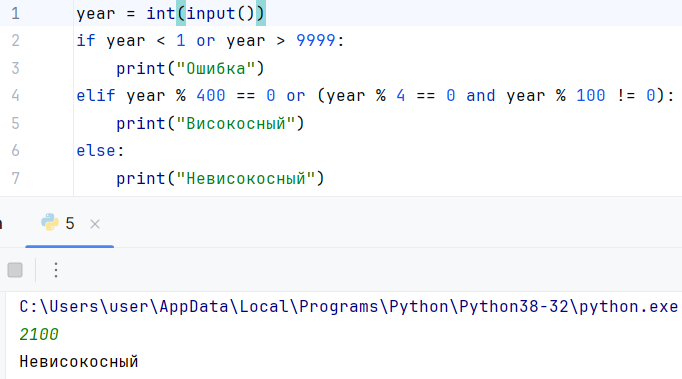 1 year = int(input())
2 if year < 1 or year > 9999:
3     print("Ошибка")
4 elif year % 400 == 0 or (year % 4 == 0 and year % 100 != 0):
5     print("Високосный")
6 else:
7     print("Невисокосный")
5 ×
C:\Users\user\AppData\Local\Programs\Python\Python38-32\python.exe
2100
Невисокосный